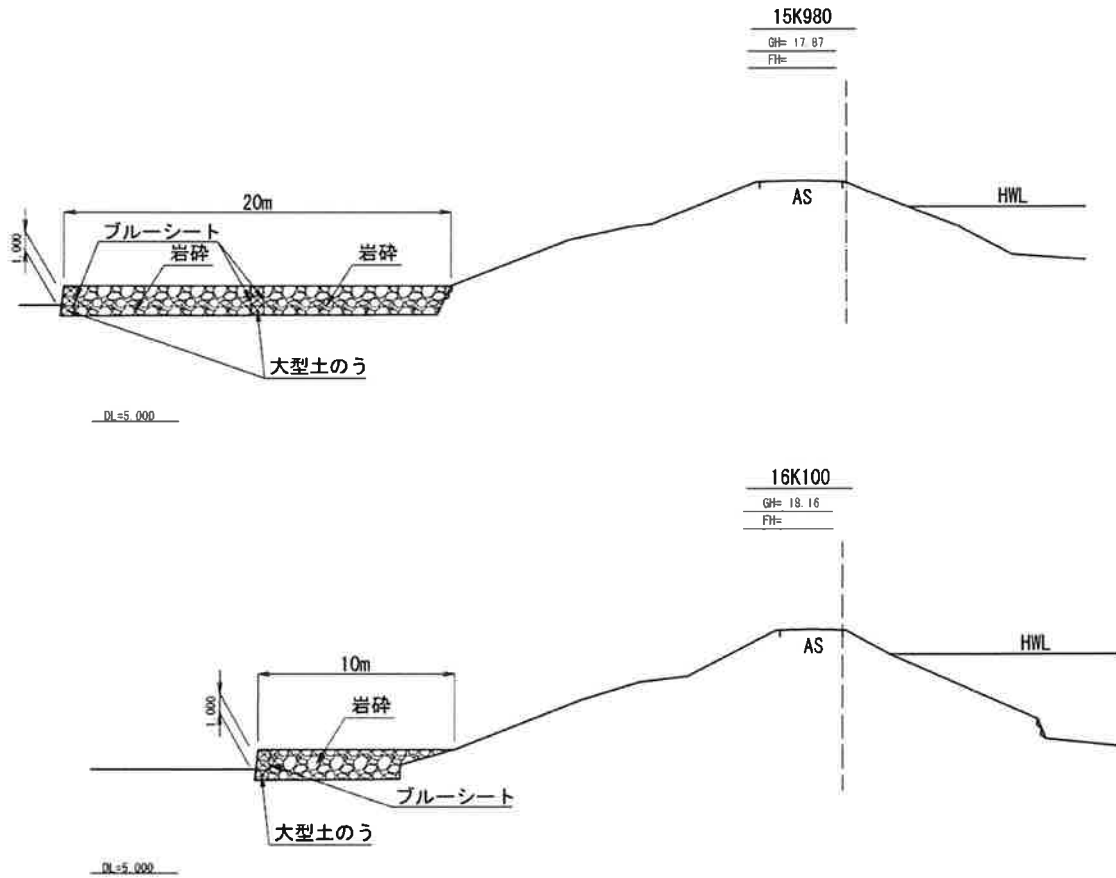 15K980
GH= 17.87
FH=
20m
AS
HWL
ブルーシート
1.000
岩砕
岩砕
大型土のう
DL=5.000
16K100
GH= 18.16
FH=
10m
AS
HWL
1.000
岩砕
ブルーシート
大型土のう
DL=5.000